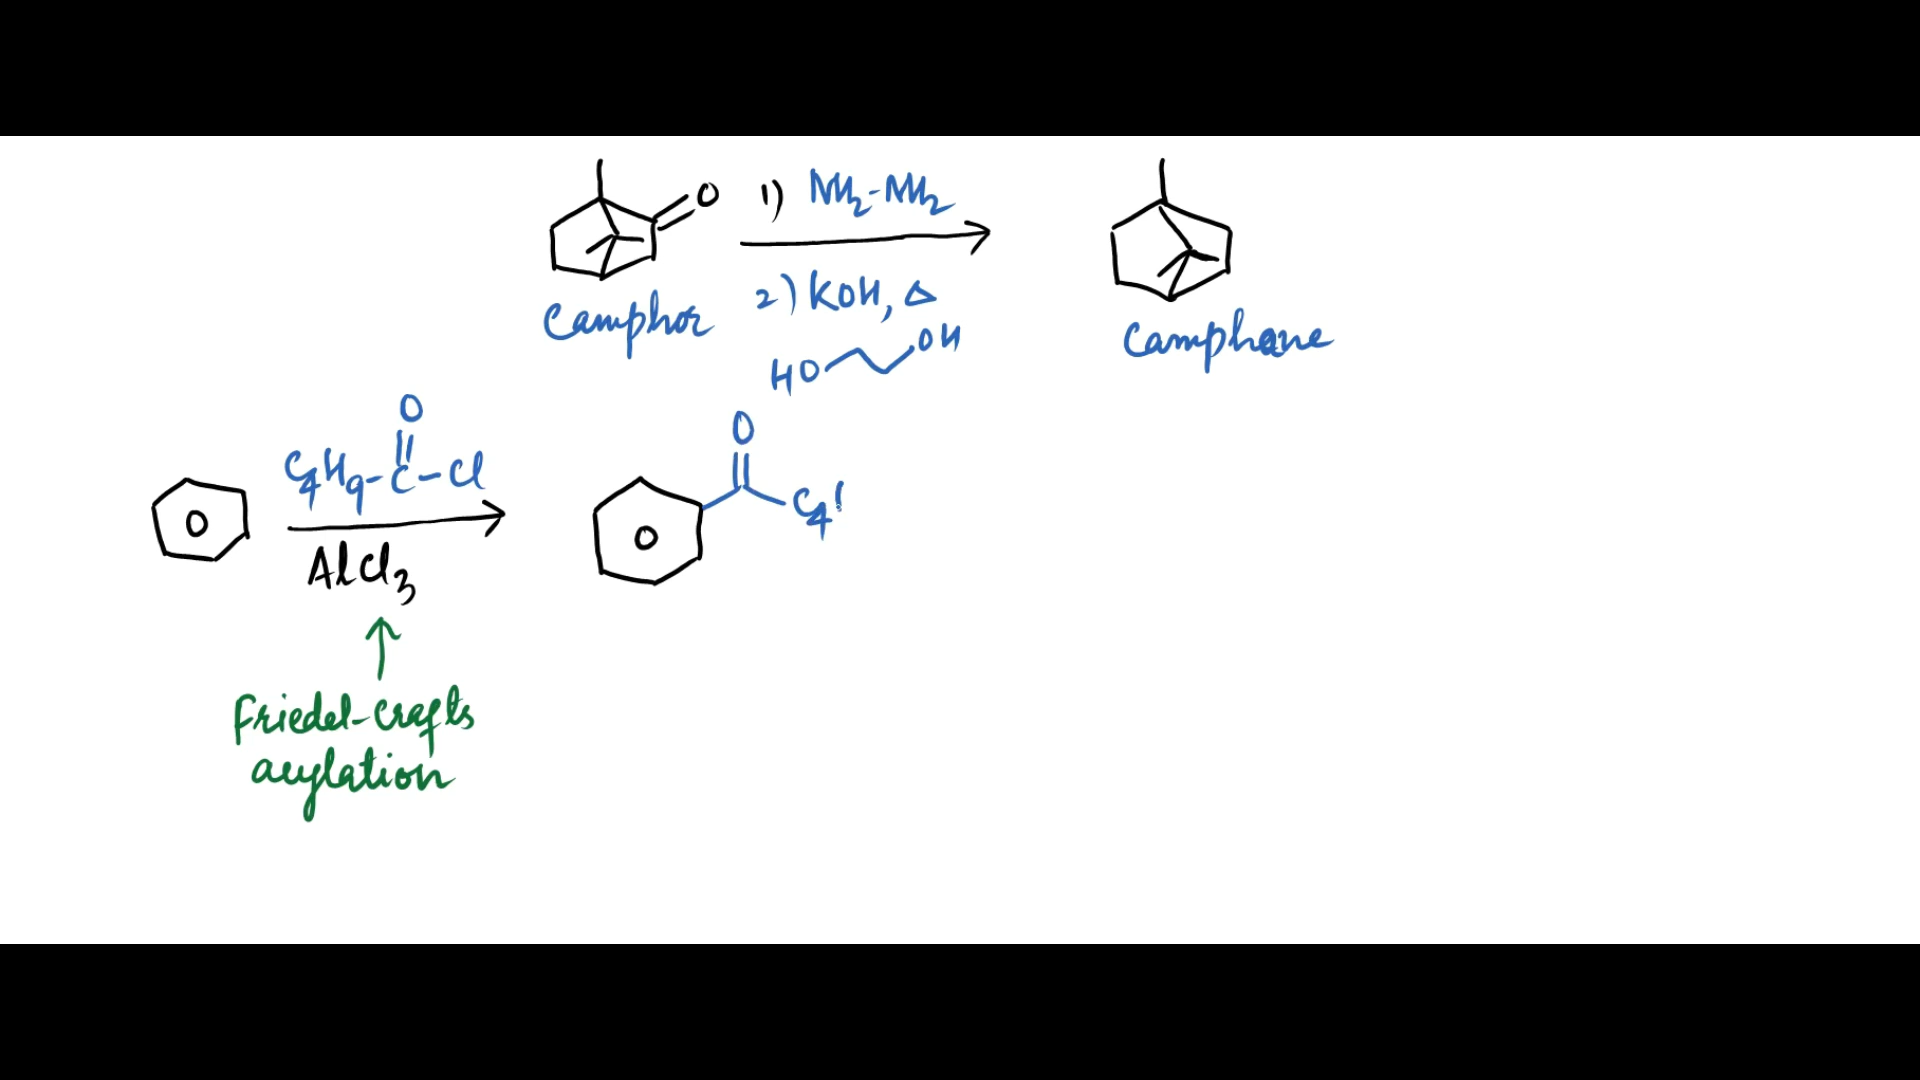 O 1) NH2-NH2
2) KOH, Δ
Camphor
Camphane
HO OH
O
C4H9-C-Cl
AlCl3
O
C4
Friedel-crafts
acylation